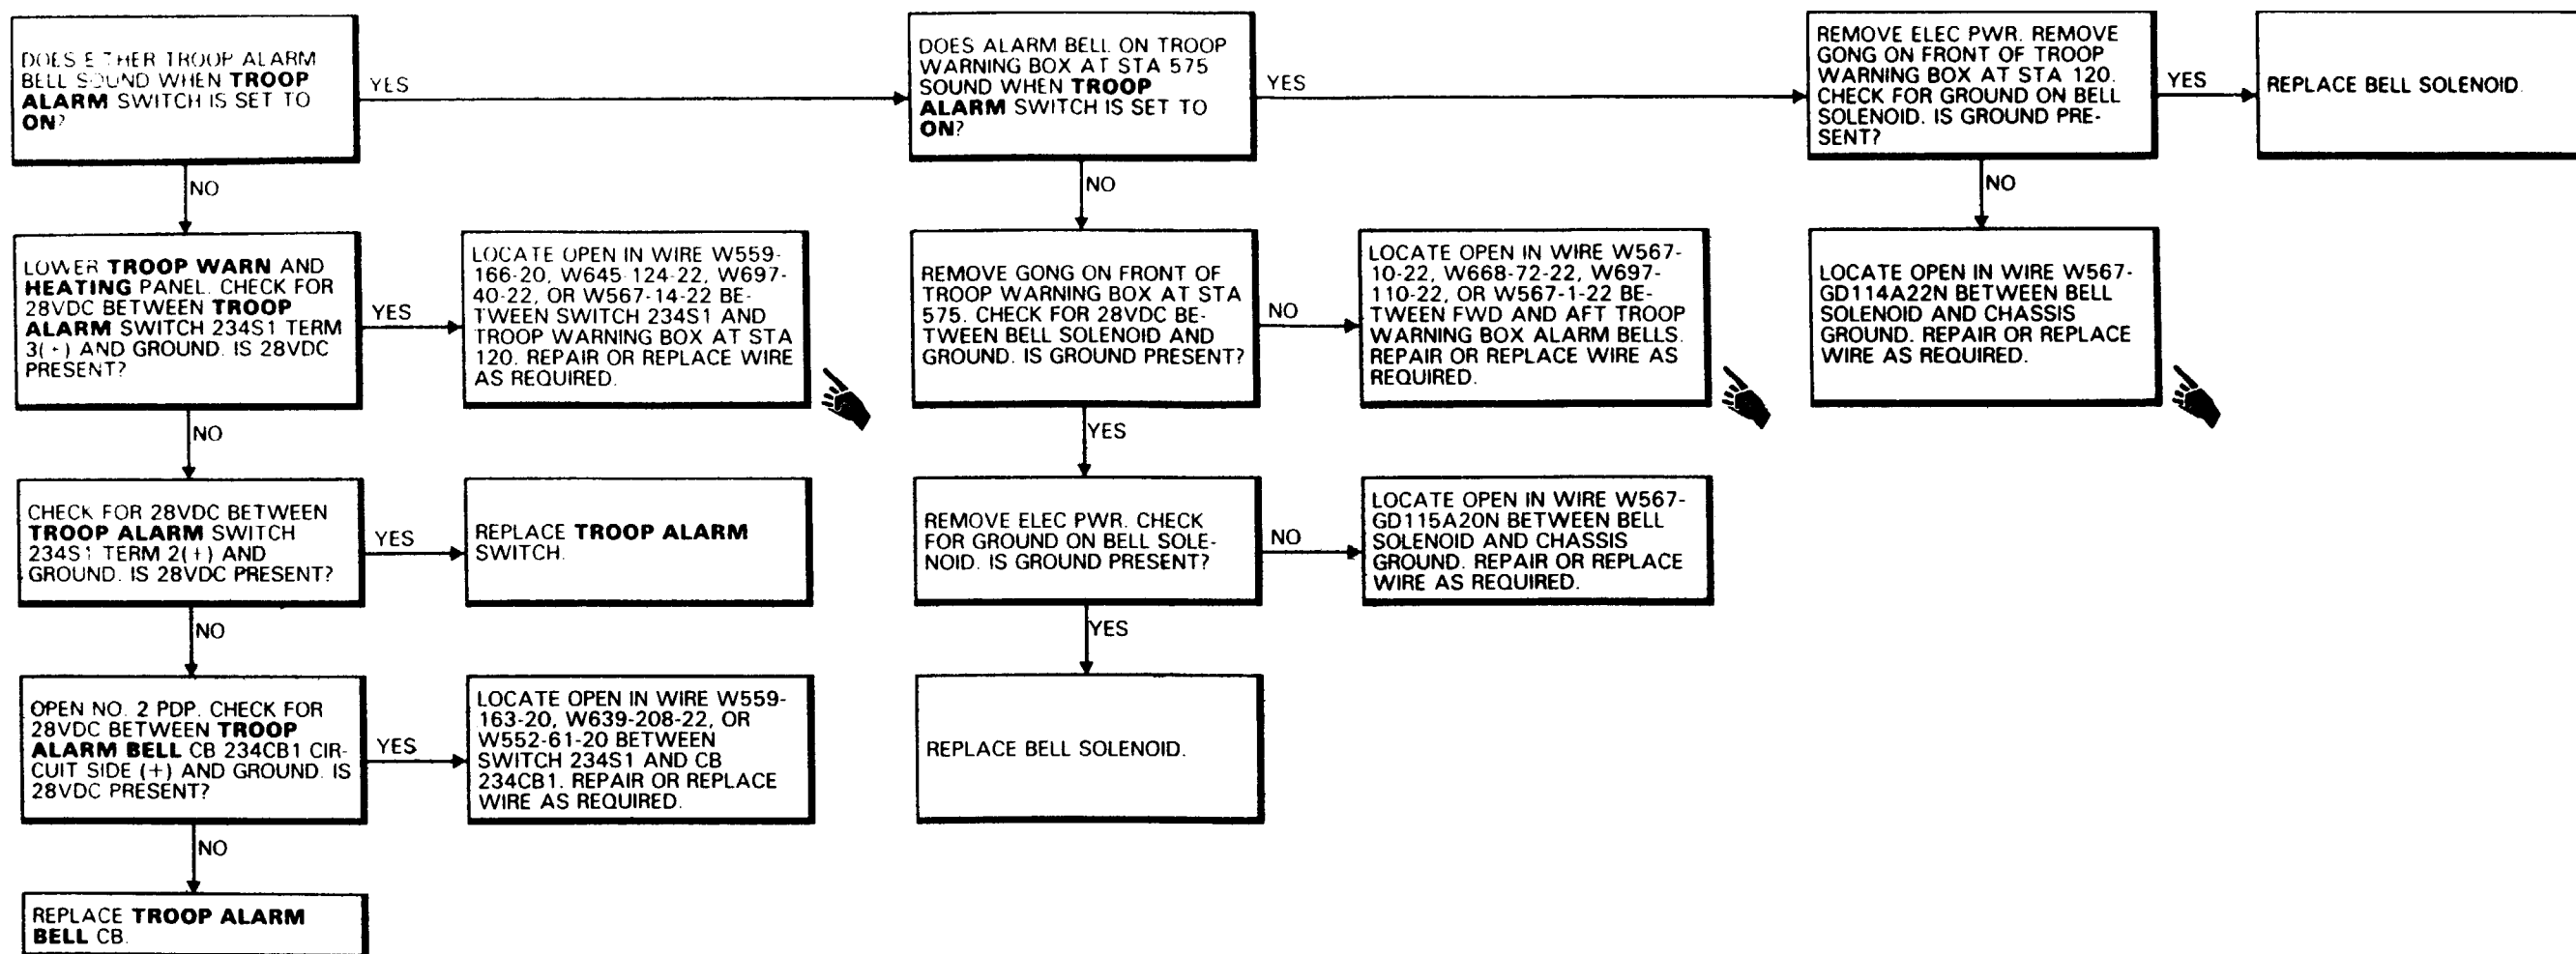 DOES EITHER TROOP ALARM
BELL SOUND WHEN TROOP
ALARM SWITCH IS SET TO
ON?
YES
NO
LOWER TROOP WARN AND
HEATING PANEL. CHECK FOR
28VDC BETWEEN TROOP
ALARM SWITCH 234S1 TERM
3(+) AND GROUND. IS 28VDC
PRESENT?
YES
LOCATE OPEN IN WIRE W559-
166-20, W645-124-22, W697-
40-22, OR W567-14-22 BE-
TWEEN SWITCH 234S1 AND
TROOP WARNING BOX AT STA
120. REPAIR OR REPLACE WIRE
AS REQUIRED.
NO
CHECK FOR 28VDC BETWEEN
TROOP ALARM SWITCH
234S1 TERM 2(+) AND
GROUND. IS 28VDC PRESENT?
YES
REPLACE TROOP ALARM
SWITCH.
NO
OPEN NO. 2 PDP. CHECK FOR
28VDC BETWEEN TROOP
ALARM BELL CB 234CB1 CIR-
CUIT SIDE (+) AND GROUND. IS
28VDC PRESENT?
YES
LOCATE OPEN IN WIRE W559-
163-20, W639-208-22, OR
W552-61-20 BETWEEN
SWITCH 234S1 AND CB
234CB1. REPAIR OR REPLACE
WIRE AS REQUIRED.
NO
REPLACE TROOP ALARM
BELL CB.
DOES ALARM BELL ON TROOP
WARNING BOX AT STA 575
SOUND WHEN TROOP
ALARM SWITCH IS SET TO
ON?
YES
NO
REMOVE GONG ON FRONT OF
TROOP WARNING BOX AT STA
575. CHECK FOR 28VDC BE-
TWEEN BELL SOLENOID AND
GROUND. IS GROUND PRESENT?
NO
LOCATE OPEN IN WIRE W567-
10-22, W668-72-22, W697-
110-22, OR W567-1-22 BE-
TWEEN FWD AND AFT TROOP
WARNING BOX ALARM BELLS.
REPAIR OR REPLACE WIRE AS
REQUIRED.
YES
REMOVE ELEC PWR. CHECK
FOR GROUND ON BELL SOLE-
NOID. IS GROUND PRESENT?
NO
LOCATE OPEN IN WIRE W567-
GD115A20N BETWEEN BELL
SOLENOID AND CHASSIS
GROUND. REPAIR OR REPLACE
WIRE AS REQUIRED.
YES
REPLACE BELL SOLENOID.
REMOVE ELEC PWR. REMOVE
GONG ON FRONT OF TROOP
WARNING BOX AT STA 120.
CHECK FOR GROUND ON BELL
SOLENOID. IS GROUND PRE-
SENT?
YES
REPLACE BELL SOLENOID.
NO
LOCATE OPEN IN WIRE W567-
GD114A22N BETWEEN BELL
SOLENOID AND CHASSIS
GROUND. REPAIR OR REPLACE
WIRE AS REQUIRED.